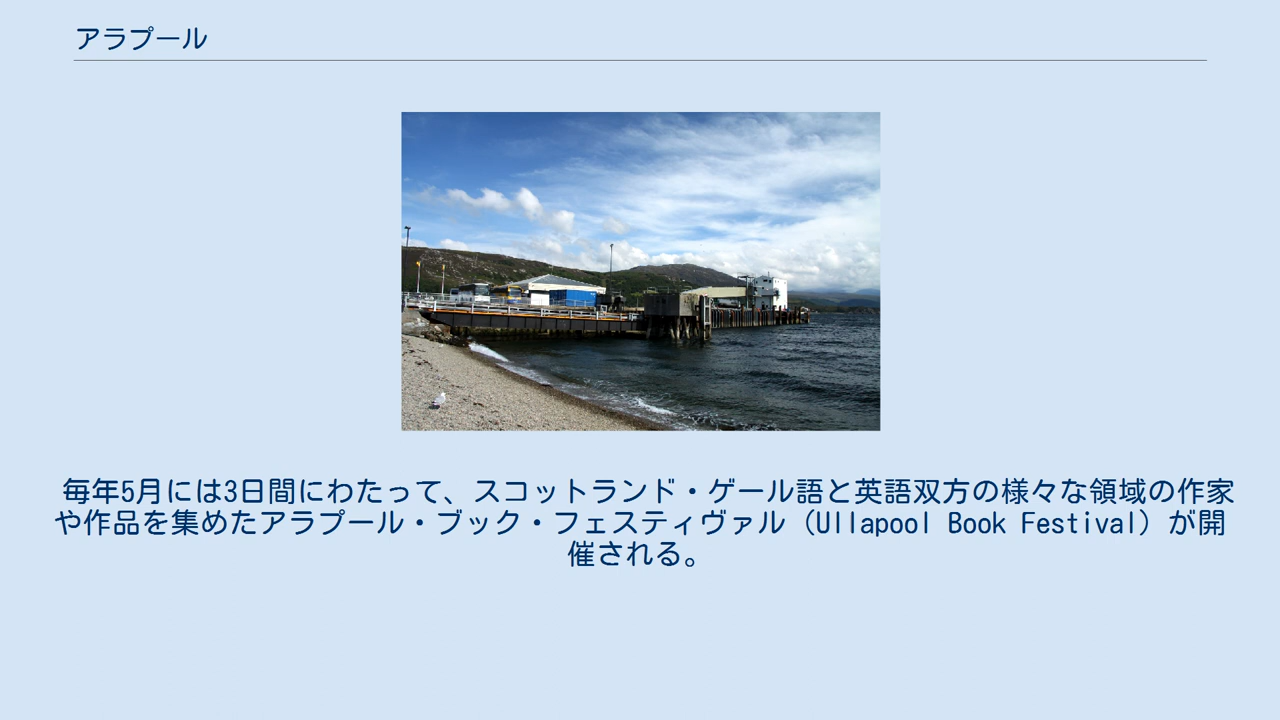 アラプール
毎年5月には3日間にわたって、スコットランド・ゲール語と英語双方の様々な領域の作家
や作品を集めたアラプール・ブック・フェスティヴァル（Ullapool Book Festival）が開
催される。